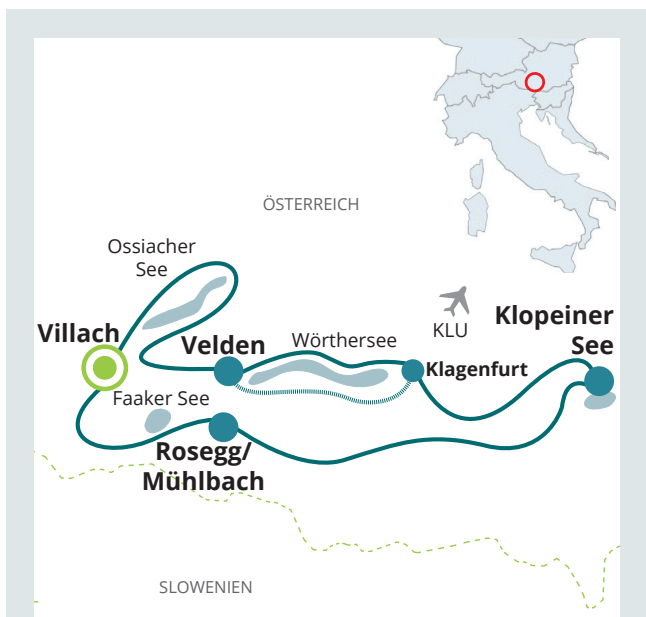 ÖSTERREICH
Ossiacher
See
Villach
Velden
Wörthersee
KLU
Klopeiner
See
Klagenfurt
Faaker See
Rosegg/
Mühlbach
SLOWENIEN